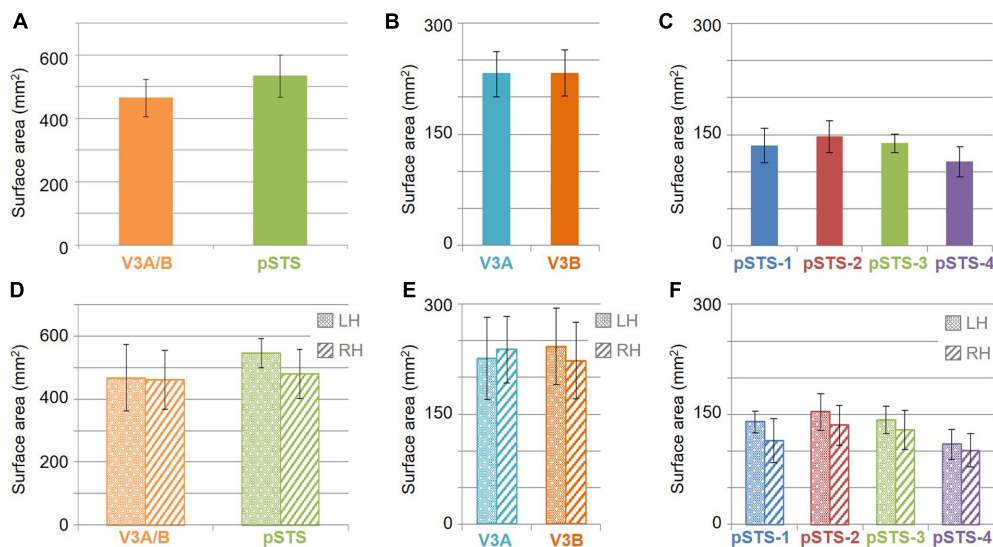 A
Surface area (mm²)
600
400
200
0
V3A/B
pSTS
B
Surface area (mm²)
300
150
0
V3A
V3B
C
Surface area (mm²)
300
150
0
pSTS-1
pSTS-2
pSTS-3
pSTS-4
D
Surface area (mm²)
600
400
200
0
LH
RH
V3A/B
pSTS
E
Surface area (mm²)
300
150
0
LH
RH
V3A
V3B
F
Surface area (mm²)
300
150
0
LH
RH
pSTS-1
pSTS-2
pSTS-3
pSTS-4